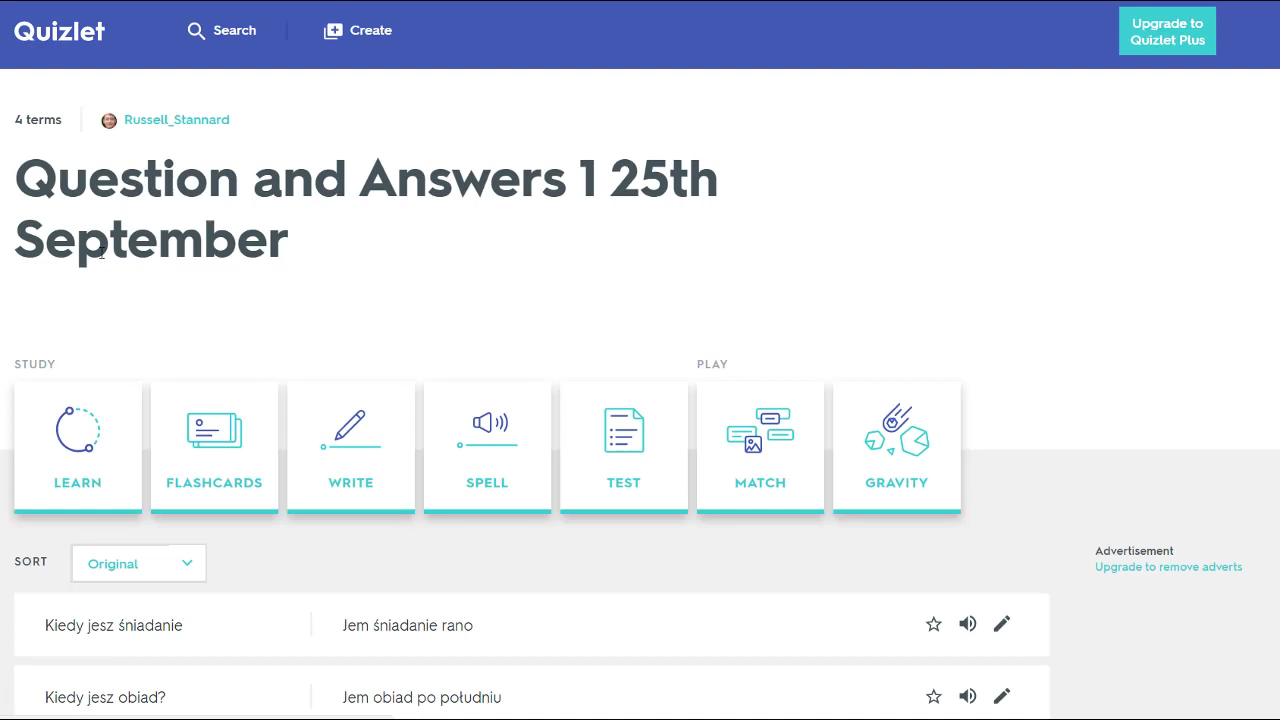 Quizlet
Search
Create
Upgrade to
Quizlet Plus
4 terms
Russell_Stannard
Question and Answers 1 25th
September
STUDY
PLAY
LEARN
FLASHCARDS
WRITE
SPELL
TEST
MATCH
GRAVITY
SORT
Original
Advertisement
Upgrade to remove adverts
Kiedy jesz śniadanie
Jem śniadanie rano
Kiedy jesz obiad?
Jem obiad po południu